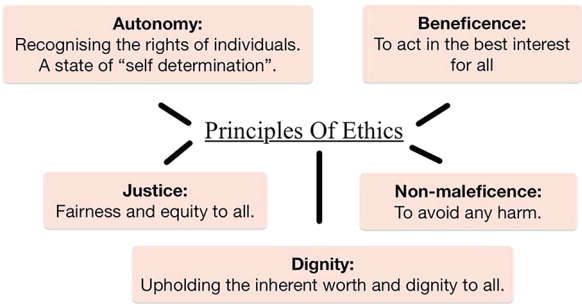 Autonomy:
Recognising the rights of individuals.
A state of “self determination”.
Beneficence:
To act in the best interest
for all
Principles Of Ethics
Justice:
Fairness and equity to all.
Non-maleficence:
To avoid any harm.
Dignity:
Upholding the inherent worth and dignity to all.